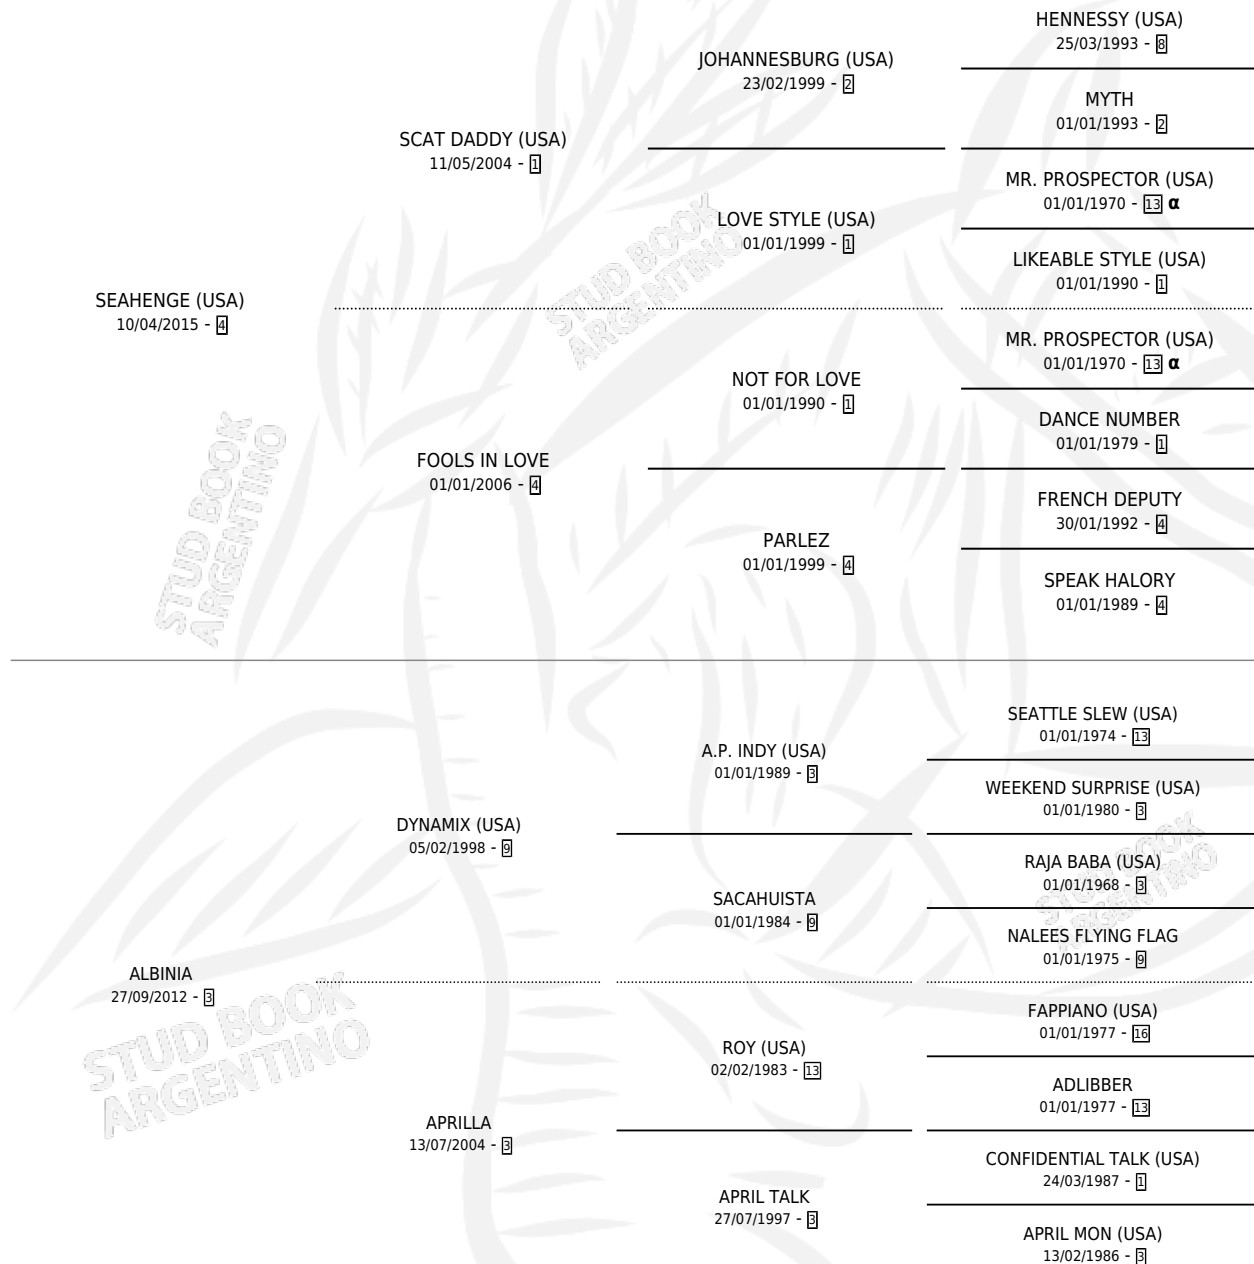 HENNESSY (USA)
25/03/1993 - 8
JOHANNESBURG (USA)
23/02/1999 - 2
MYTH
01/01/1993 - 2
SCAT DADDY (USA)
11/05/2004 - 1
MR. PROSPECTOR (USA)
01/01/1970 - 13 α
LOVE STYLE (USA)
01/01/1999 - 1
LIKEABLE STYLE (USA)
01/01/1990 - 1
SEAHENGE (USA)
10/04/2015 - 4
MR. PROSPECTOR (USA)
01/01/1970 - 13 α
NOT FOR LOVE
01/01/1990 - 1
DANCE NUMBER
01/01/1979 - 1
FOOLS IN LOVE
01/01/2006 - 4
FRENCH DEPUTY
30/01/1992 - 4
PARLEZ
01/01/1999 - 4
SPEAK HALORY
01/01/1989 - 4
STUD BOOK
ARGENTINO
STUD BOOK
ARGENTINO
SEATTLE SLEW (USA)
01/01/1974 - 13
A.P. INDY (USA)
01/01/1989 - 3
WEEKEND SURPRISE (USA)
01/01/1980 - 3
DYNAMIX (USA)
05/02/1998 - 9
RAJA BABA (USA)
01/01/1968 - 3
SACAHUISTA
01/01/1984 - 9
NALEES FLYING FLAG
01/01/1975 - 9
ALBINIA
27/09/2012 - 3
FAPPIANO (USA)
01/01/1977 - 16
ROY (USA)
02/02/1983 - 13
ADLIBBER
01/01/1977 - 13
APRILLA
13/07/2004 - 3
CONFIDENTIAL TALK (USA)
24/03/1987 - 1
APRIL TALK
27/07/1997 - 3
APRIL MON (USA)
13/02/1986 - 3
STUD BOOK
ARGENTINO
STUD BOOK
ARGENTINO